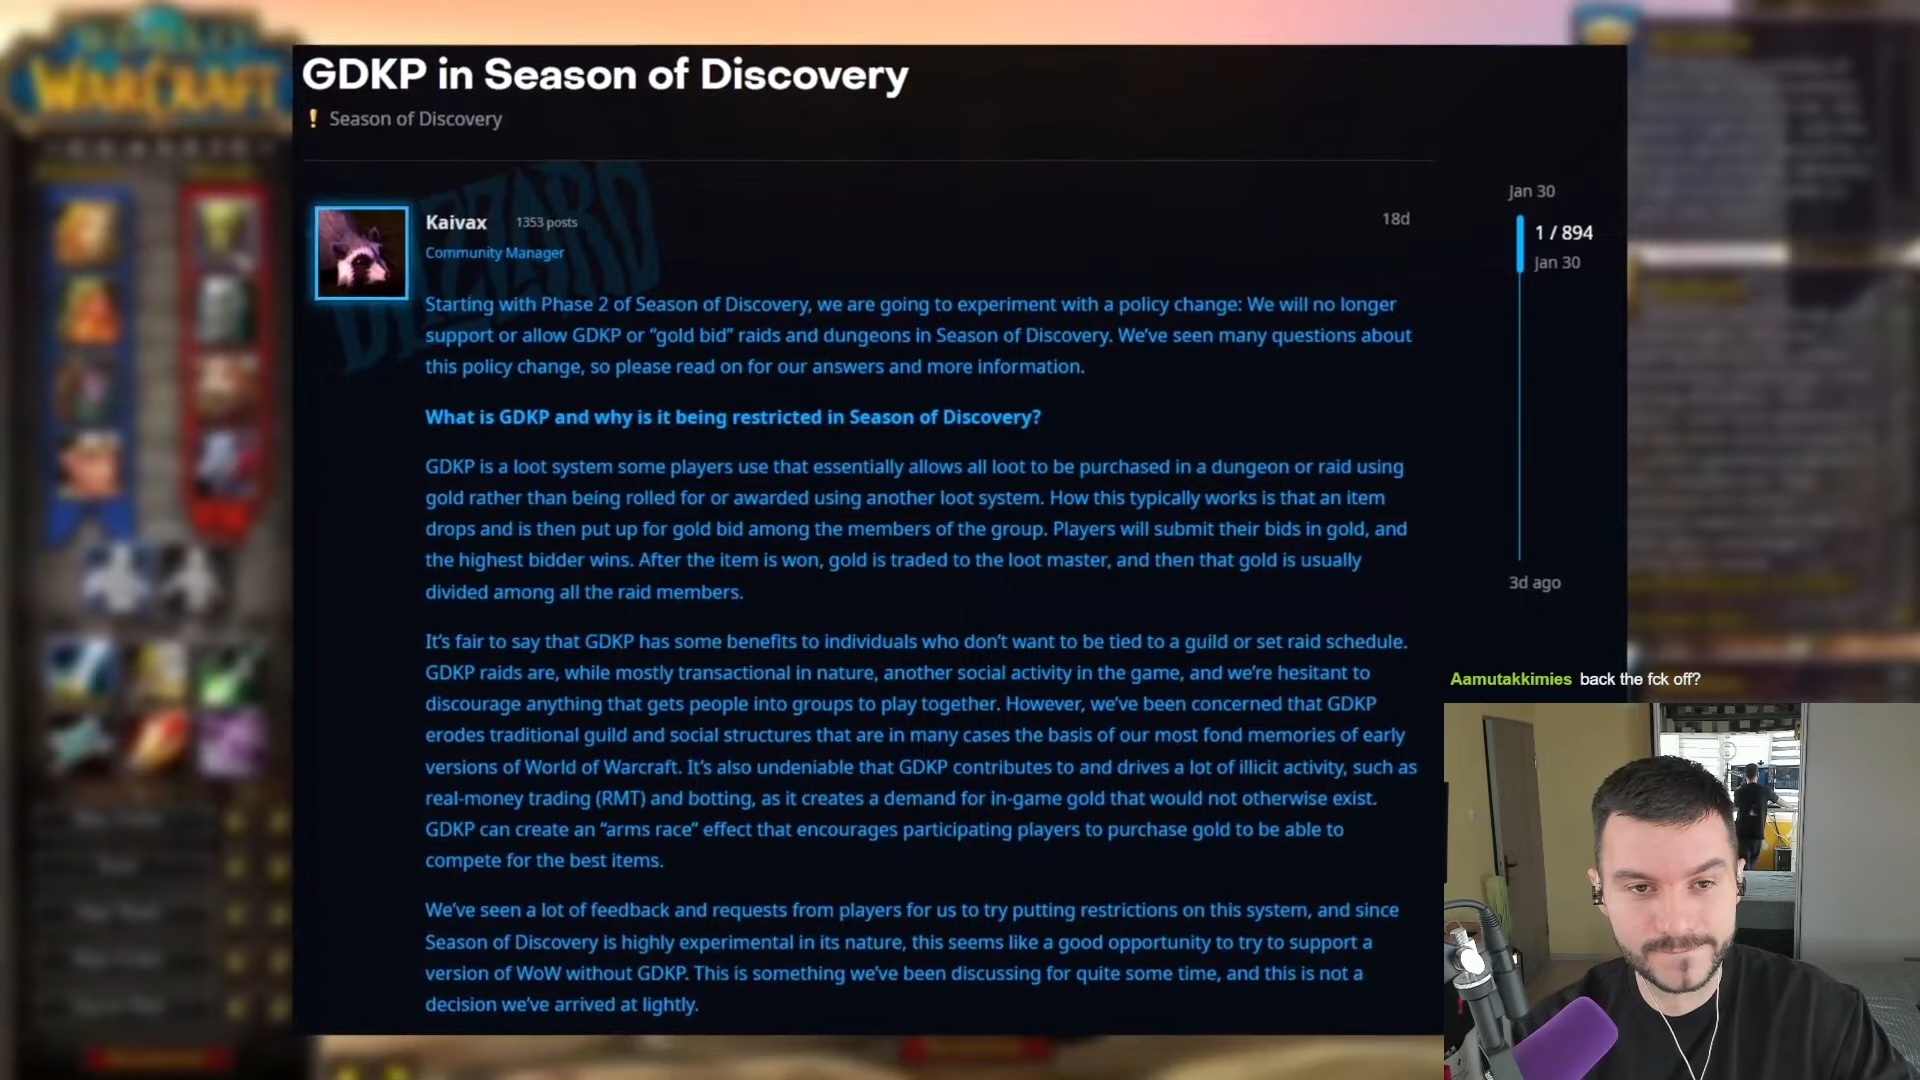 WORLD OF
WARCRAFT
GDKP in Season of Discovery
Season of Discovery
BLIZZARD
Kaivax 1353 posts 18d
Community Manager
Jan 30
1 / 894
Jan 30
Starting with Phase 2 of Season of Discovery, we are going to experiment with a policy change: We will no longer
support or allow GDKP or “gold bid” raids and dungeons in Season of Discovery. We’ve seen many questions about
this policy change, so please read on for our answers and more information.
What is GDKP and why is it being restricted in Season of Discovery?
GDKP is a loot system some players use that essentially allows all loot to be purchased in a dungeon or raid using
gold rather than being rolled for or awarded using another loot system. How this typically works is that an item
drops and is then put up for gold bid among the members of the group. Players will submit their bids in gold, and
the highest bidder wins. After the item is won, gold is traded to the loot master, and then that gold is usually
divided among all the raid members.
3d ago
It’s fair to say that GDKP has some benefits to individuals who don’t want to be tied to a guild or set raid schedule.
GDKP raids are, while mostly transactional in nature, another social activity in the game, and we’re hesitant to
discourage anything that gets people into groups to play together. However, we’ve been concerned that GDKP
erodes traditional guild and social structures that are in many cases the basis of our most fond memories of early
versions of World of Warcraft. It’s also undeniable that GDKP contributes to and drives a lot of illicit activity, such as
real-money trading (RMT) and botting, as it creates a demand for in-game gold that would not otherwise exist.
GDKP can create an “arms race” effect that encourages participating players to purchase gold to be able to
compete for the best items.
We’ve seen a lot of feedback and requests from players for us to try putting restrictions on this system, and since
Season of Discovery is highly experimental in its nature, this seems like a good opportunity to try to support a
version of WoW without GDKP. This is something we’ve been discussing for quite some time, and this is not a
decision we’ve arrived at lightly.
Aamutakkimies back the fck off?